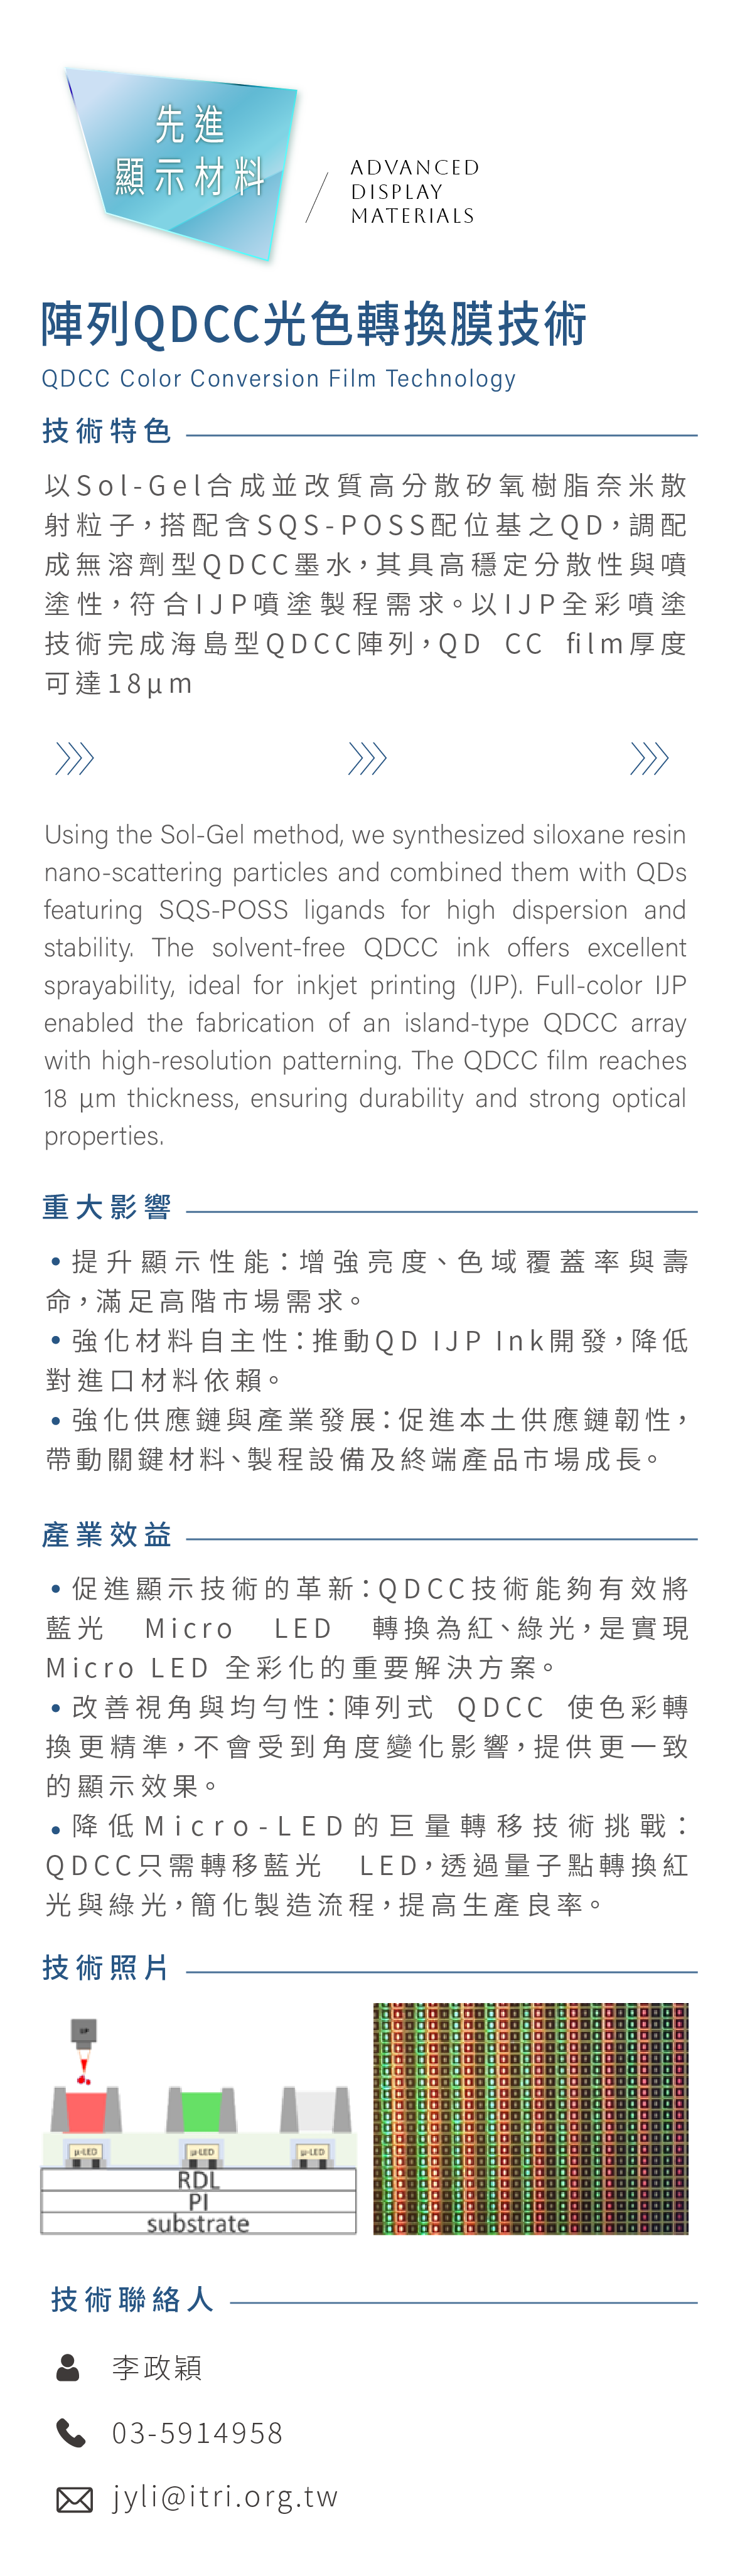 先進
顯示材料
ADVANCED
DISPLAY
MATERIALS
陣列QDCC光色轉換膜技術
QDCC Color Conversion Film Technology
技術特色
以Sol-Gel合成並改質高分散矽氧樹脂奈米散
射粒子，搭配含SQS-POSS配位基之QD，調配
成無溶劑型QDCC墨水，其具高穩定分散性與噴
塗性，符合IJP噴塗製程需求。以IJP全彩噴塗
技術完成海島型QDCC陣列，QD CC film厚度
可達18μm
Using the Sol-Gel method, we synthesized siloxane resin
nano-scattering particles and combined them with QDs
featuring SQS-POSS ligands for high dispersion and
stability. The solvent-free QDCC ink offers excellent
sprayability, ideal for inkjet printing (IJP). Full-color IJP
enabled the fabrication of an island-type QDCC array
with high-resolution patterning. The QDCC film reaches
18 μm thickness, ensuring durability and strong optical
properties.
重大影響
•提升顯示性能：增強亮度、色域覆蓋率與壽
命，滿足高階市場需求。
•強化材料自主性：推動QD IJP Ink開發，降低
對進口材料依賴。
•強化供應鏈與產業發展：促進本土供應鏈韌性，
帶動關鍵材料、製程設備及終端產品市場成長。
產業效益
•促進顯示技術的革新：QDCC技術能夠有效將
藍光 Micro LED 轉換為紅、綠光，是實現
Micro LED 全彩化的重要解決方案。
•改善視角與均勻性：陣列式 QDCC 使色彩轉
換更精準，不會受到角度變化影響，提供更一致
的顯示效果。
•降低Micro-LED的巨量轉移技術挑戰：
QDCC只需轉移藍光 LED，透過量子點轉換紅
光與綠光，簡化製造流程，提高生產良率。
技術照片
IJP
μ-LED μ-LED μ-LED
RDL
PI
substrate
技術聯絡人
李政穎
03-5914958
jyli@itri.org.tw